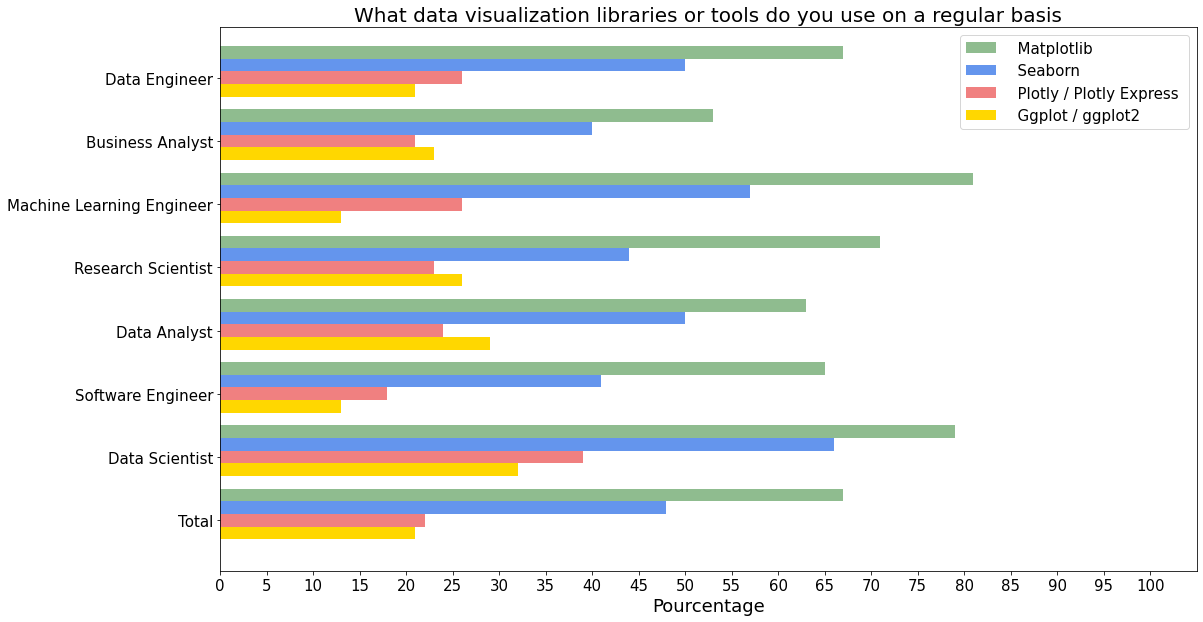 What data visualization libraries or tools do you use on a regular basis
Matplotlib
Seaborn
Plotly / Plotly Express
Ggplot / ggplot2
Data Engineer
Business Analyst
Machine Learning Engineer
Research Scientist
Data Analyst
Software Engineer
Data Scientist
Total
0 5 10 15 20 25 30 35 40 45 50 55 60 65 70 75 80 85 90 95 100
Pourcentage